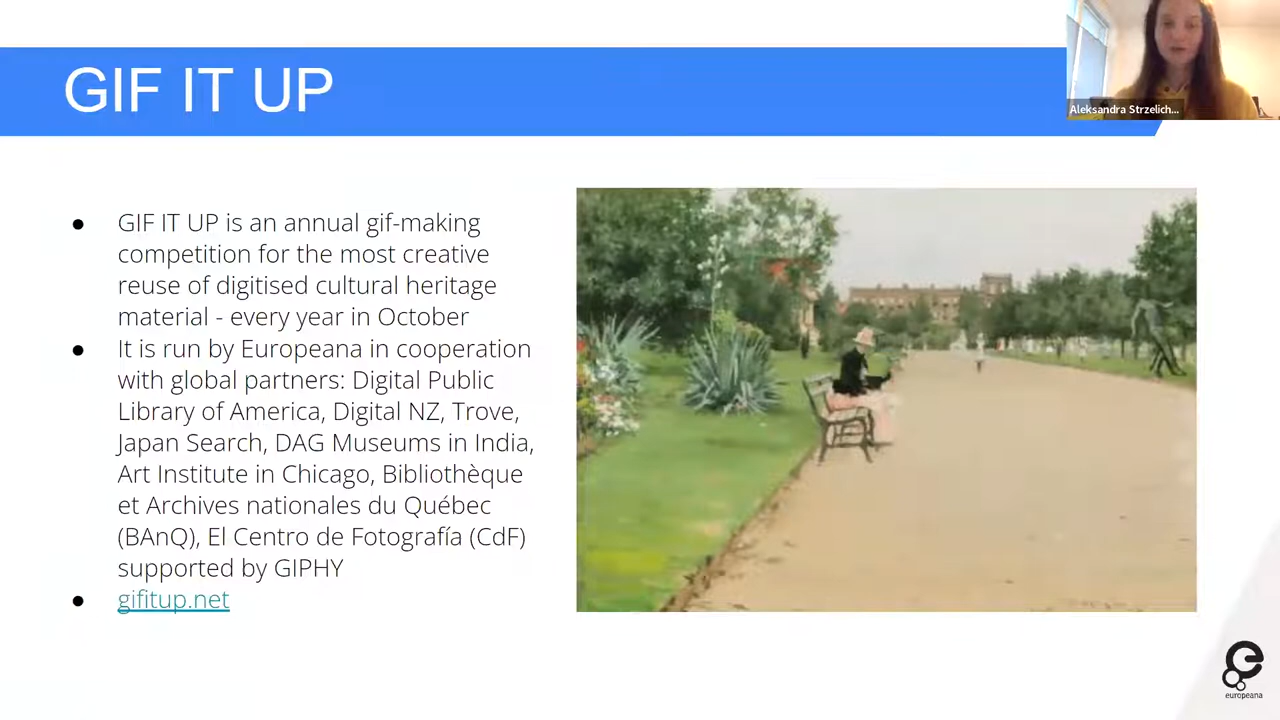 GIF IT UP
Aleksandra Strzelich...
● GIF IT UP is an annual gif-making
competition for the most creative
reuse of digitised cultural heritage
material - every year in October
● It is run by Europeana in cooperation
with global partners: Digital Public
Library of America, Digital NZ, Trove,
Japan Search, DAG Museums in India,
Art Institute in Chicago, Bibliothèque
et Archives nationales du Québec
(BAnQ), El Centro de Fotografía (CdF)
supported by GIPHY
● gifitup.net
europeana